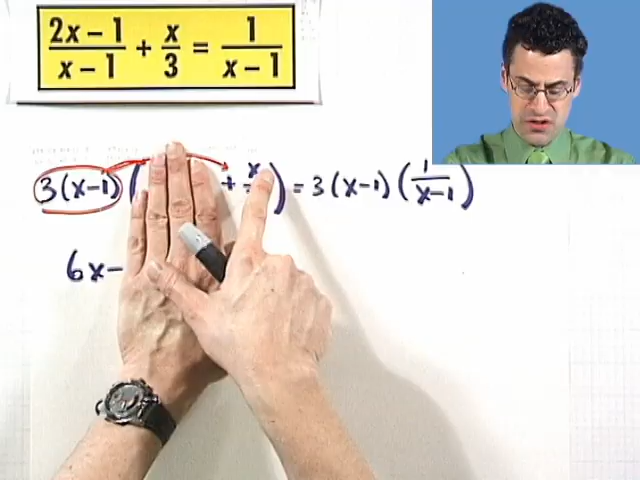 (2x − 1)/(x − 1) + x/3 = 1/(x − 1)
3(x−1)( + x ) = 3(x−1)(1/(x−1))
6x−